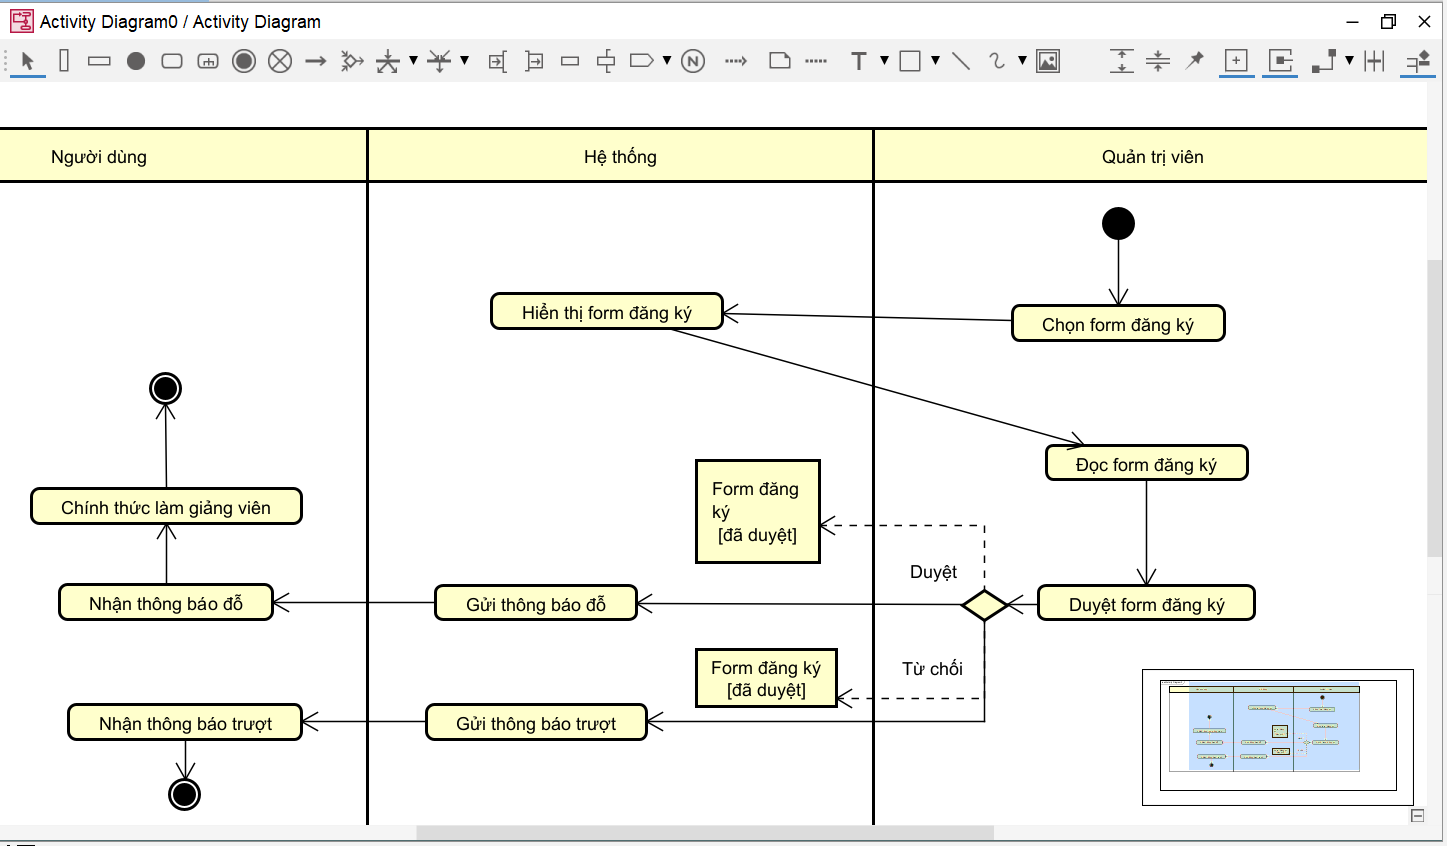 Activity Diagram0 / Activity Diagram
N
T
Người dùng
Hệ thống
Quản trị viên
Hiển thị form đăng ký
Chọn form đăng ký
Đọc form đăng ký
Form đăng
ký
[đã duyệt]
Chính thức làm giảng viên
Duyệt
Nhận thông báo đỗ
Gửi thông báo đỗ
Duyệt form đăng ký
Form đăng ký
[đã duyệt]
Từ chối
Nhận thông báo trượt
Gửi thông báo trượt